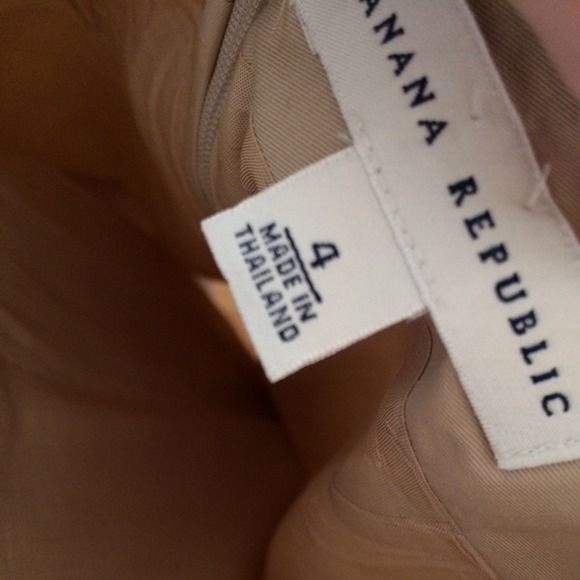 ANANA REPUBLIC
4
MADE IN
THAILAND